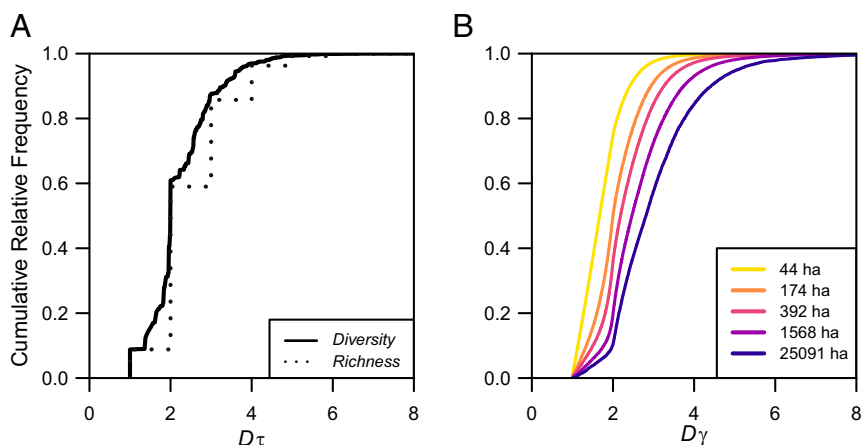 A
Cumulative Relative Frequency
1.0
0.8
0.6
0.4
0.2
0.0
0 2 4 6 8
Dτ
Diversity
Richness
B
1.0
0.8
0.6
0.4
0.2
0.0
0 2 4 6 8
Dγ
44 ha
174 ha
392 ha
1568 ha
25091 ha